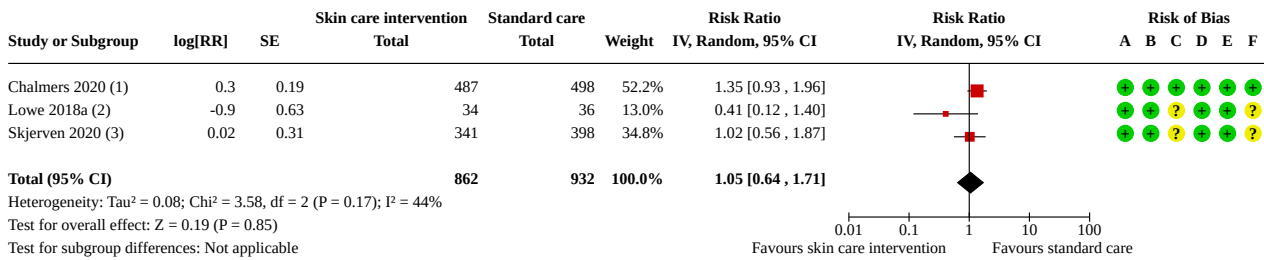 Skin care intervention Standard care Risk Ratio Risk Ratio Risk of Bias
Study or Subgroup log[RR] SE Total Total Weight IV, Random, 95% CI IV, Random, 95% CI A B C D E F
Chalmers 2020 (1) 0.3 0.19 487 498 52.2% 1.35 [0.93 , 1.96] + + + + + +
Lowe 2018a (2) -0.9 0.63 34 36 13.0% 0.41 [0.12 , 1.40] + + ? + + ?
Skjerven 2020 (3) 0.02 0.31 341 398 34.8% 1.02 [0.56 , 1.87] + + ? + + ?
Total (95% CI) 862 932 100.0% 1.05 [0.64 , 1.71]
Heterogeneity: Tau² = 0.08; Chi² = 3.58, df = 2 (P = 0.17); I² = 44%
Test for overall effect: Z = 0.19 (P = 0.85)
0.01 0.1 1 10 100
Test for subgroup differences: Not applicable
Favours skin care intervention Favours standard care